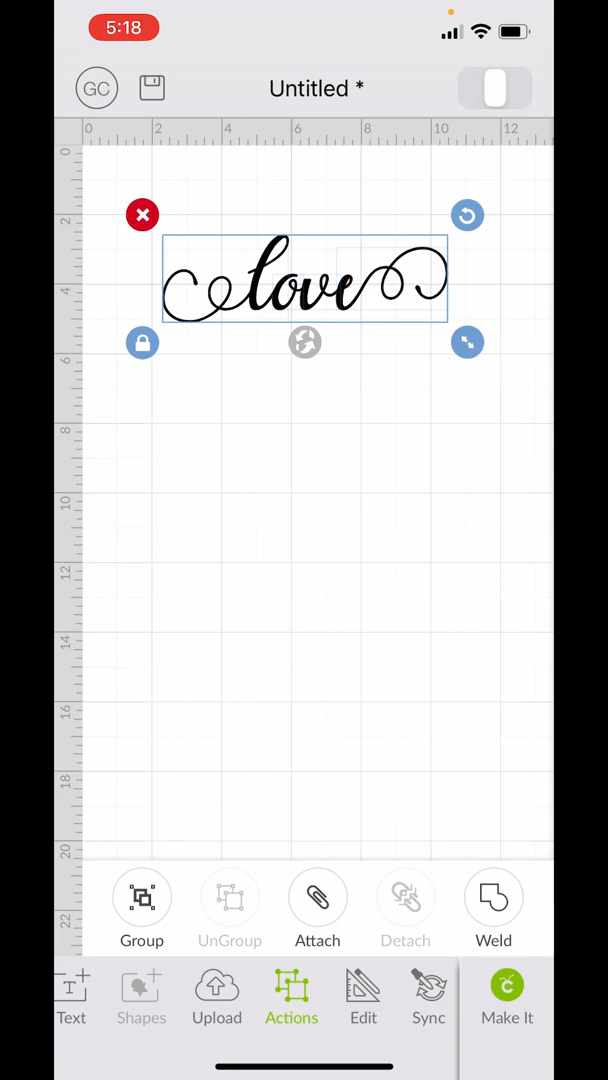 5:18
GC
Untitled *
0 2 4 6 8 10 12
0
2
love
4
6
8
10
12
14
16
18
20
22
Group UnGroup Attach Detach Weld
Text Shapes Upload Actions Edit Sync Make It